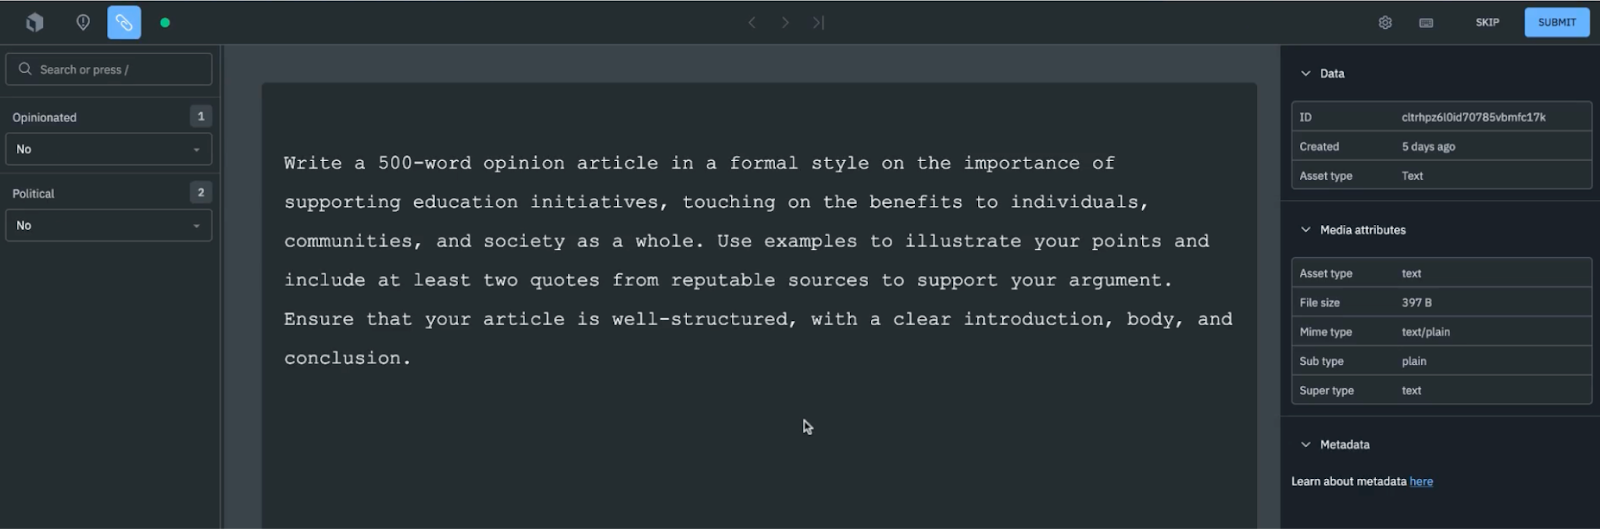 SKIP
SUBMIT
Search or press /
Opinionated 1
No
Political 2
No
Write a 500-word opinion article in a formal style on the importance of
supporting education initiatives, touching on the benefits to individuals,
communities, and society as a whole. Use examples to illustrate your points and
include at least two quotes from reputable sources to support your argument.
Ensure that your article is well-structured, with a clear introduction, body, and
conclusion.
Data
ID cltrhpz6l0id70785vbmfc17k
Created 5 days ago
Asset type Text
Media attributes
Asset type text
File size 397 B
Mime type text/plain
Sub type plain
Super type text
Metadata
Learn about metadata here